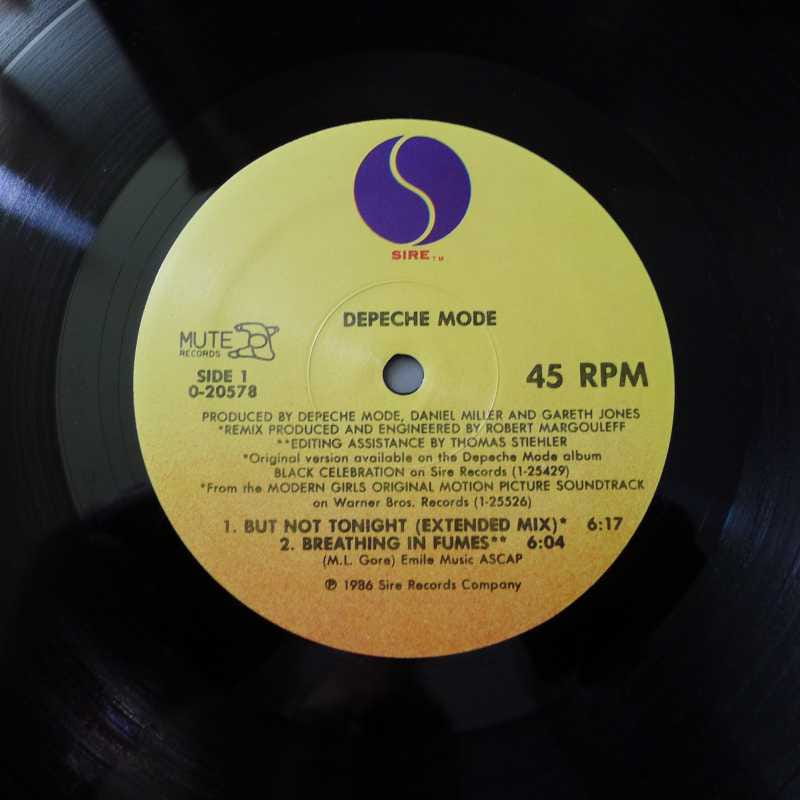 SIRE TM
DEPECHE MODE
MUTE
RECORDS
SIDE 1
0-20578
45 RPM
PRODUCED BY DEPECHE MODE, DANIEL MILLER AND GARETH JONES
*REMIX PRODUCED AND ENGINEERED BY ROBERT MARGOULEFF
**EDITING ASSISTANCE BY THOMAS STIEHLER
*Original version available on the Depeche Mode album
BLACK CELEBRATION on Sire Records (1-25429)
*From the MODERN GIRLS ORIGINAL MOTION PICTURE SOUNDTRACK
on Warner Bros. Records (1-25526)
1. BUT NOT TONIGHT (EXTENDED MIX)* 6:17
2. BREATHING IN FUMES** 6:04
(M.L. Gore) Emile Music ASCAP
℗ 1986 Sire Records Company